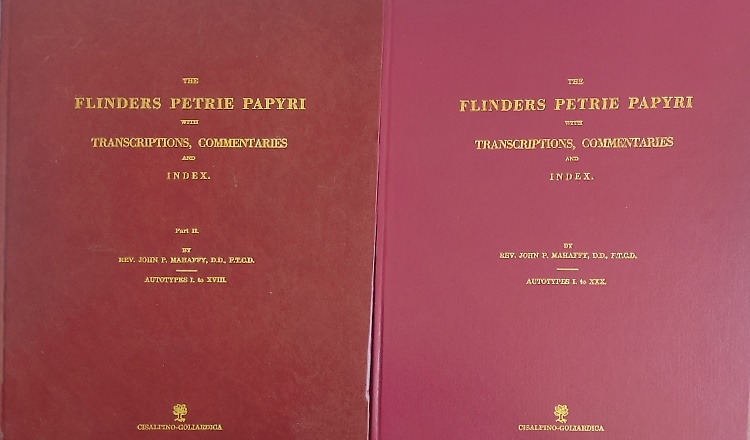 THE
FLINDERS PETRIE PAPYRI
WITH
TRANSCRIPTIONS, COMMENTARIES
AND
INDEX.
Part II.
BY
REV. JOHN P. MAHAFFY, D.D., F.T.C.D.
AUTOTYPES I. to XVIII.
CISALPINO-GOLIARDICA
THE
FLINDERS PETRIE PAPYRI
WITH
TRANSCRIPTIONS, COMMENTARIES
AND
INDEX.
BY
REV. JOHN P. MAHAFFY, D.D., F.T.C.D.
AUTOTYPES I. to XXX.
CISALPINO-GOLIARDICA